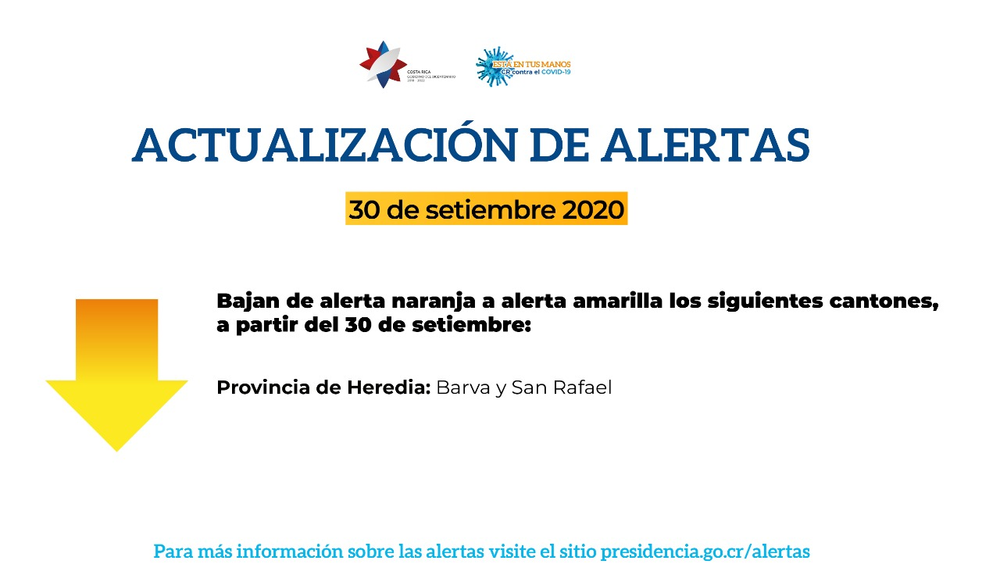 COSTA RICA
GOBIERNO DEL BICENTENARIO
2018 - 2022
ESTÁ EN TUS MANOS
CR contra el COVID-19
ACTUALIZACIÓN DE ALERTAS
30 de setiembre 2020
Bajan de alerta naranja a alerta amarilla los siguientes cantones,
a partir del 30 de setiembre:
Provincia de Heredia: Barva y San Rafael
Para más información sobre las alertas visite el sitio presidencia.go.cr/alertas